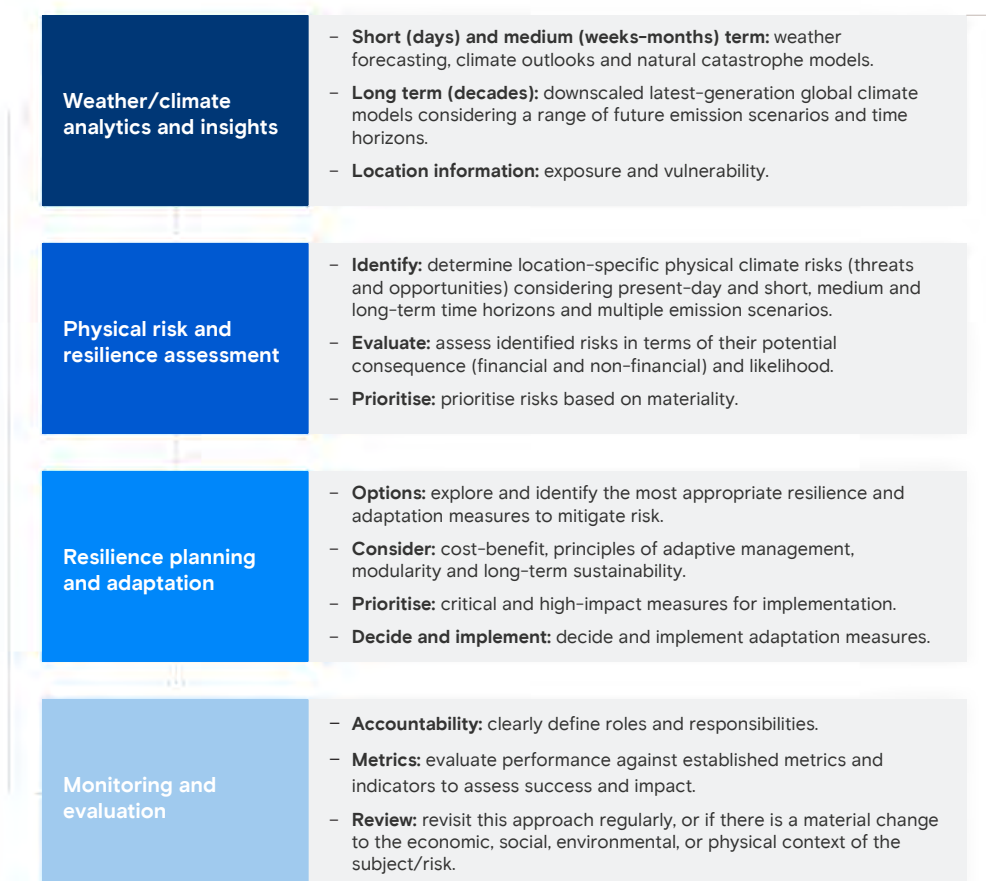 Weather/climate
analytics and insights
– Short (days) and medium (weeks–months) term: weather
forecasting, climate outlooks and natural catastrophe models.
– Long term (decades): downscaled latest-generation global climate
models considering a range of future emission scenarios and time
horizons.
– Location information: exposure and vulnerability.
Physical risk and
resilience assessment
– Identify: determine location-specific physical climate risks (threats
and opportunities) considering present-day and short, medium and
long-term time horizons and multiple emission scenarios.
– Evaluate: assess identified risks in terms of their potential
consequence (financial and non-financial) and likelihood.
– Prioritise: prioritise risks based on materiality.
Resilience planning
and adaptation
– Options: explore and identify the most appropriate resilience and
adaptation measures to mitigate risk.
– Consider: cost-benefit, principles of adaptive management,
modularity and long-term sustainability.
– Prioritise: critical and high-impact measures for implementation.
– Decide and implement: decide and implement adaptation measures.
Monitoring and
evaluation
– Accountability: clearly define roles and responsibilities.
– Metrics: evaluate performance against established metrics and
indicators to assess success and impact.
– Review: revisit this approach regularly, or if there is a material change
to the economic, social, environmental, or physical context of the
subject/risk.